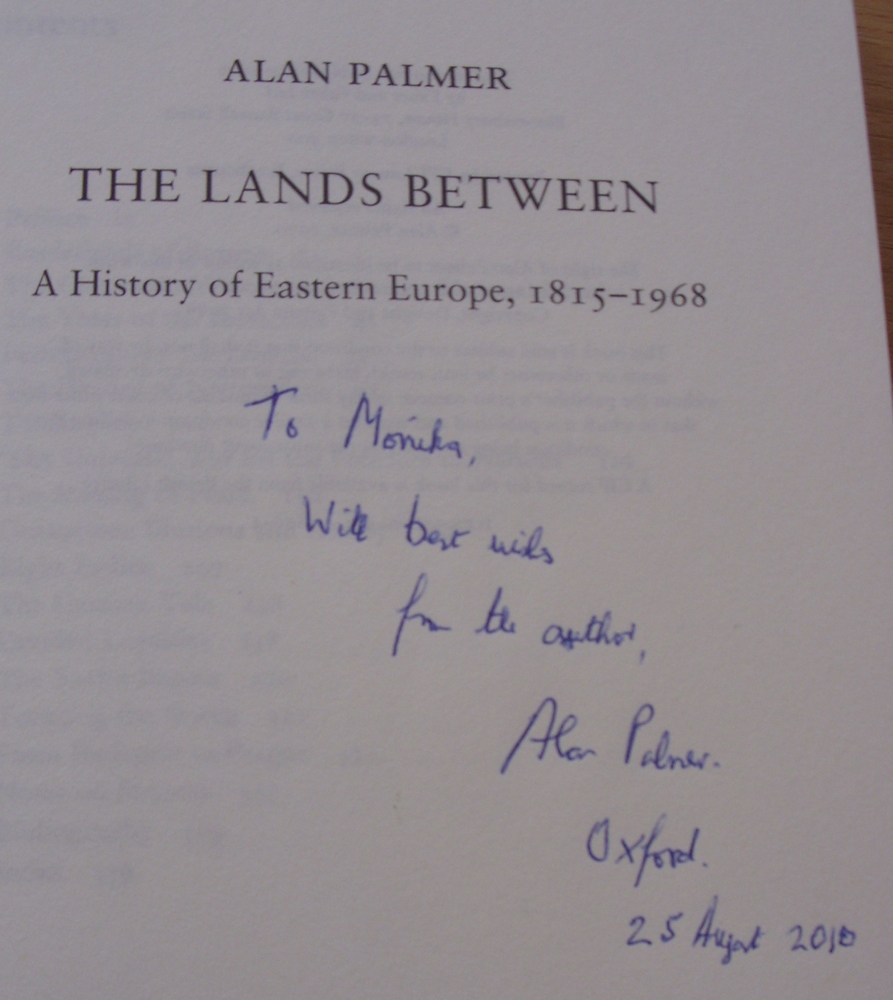 ALAN PALMER
THE LANDS BETWEEN
A History of Eastern Europe, 1815–1968
To Monika,
With best wishes
from the author,
Alan Palmer.
Oxford.
25 August 2010